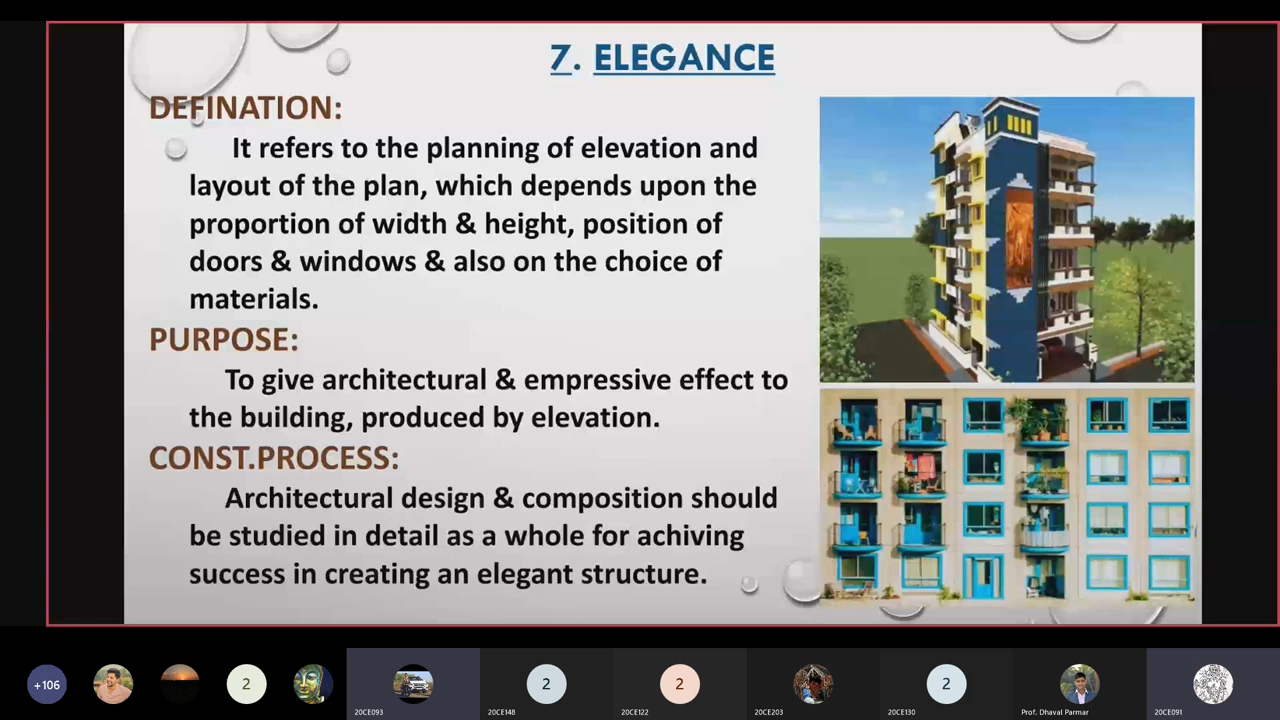 7. ELEGANCE
DEFINATION:
It refers to the planning of elevation and
layout of the plan, which depends upon the
proportion of width & height, position of
doors & windows & also on the choice of
materials.
PURPOSE:
To give architectural & empressive effect to
the building, produced by elevation.
CONST.PROCESS:
Architectural design & composition should
be studied in detail as a whole for achiving
success in creating an elegant structure.
+106
2
2
2
2
20CE093
20CE148
20CE122
20CE203
20CE130
Prof. Dhaval Parmar
20CE091